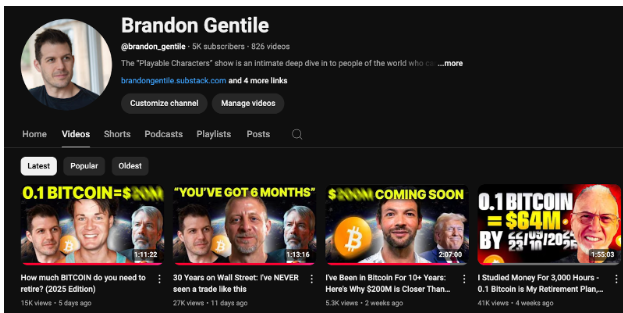 Brandon Gentile
@brandon_gentile · 5K subscribers · 826 videos
The "Playable Characters" show is an intimate deep dive in to people of the world who ...more
brandongentile.substack.com and 4 more links
Customize channel Manage videos
Home Videos Shorts Podcasts Playlists Posts
Latest Popular Oldest
0.1 BITCOIN=$
1:11:22
How much BITCOIN do you need to
retire? (2025 Edition)
15K views • 5 days ago
"YOU'VE GOT 6 MONTHS"
1:13:16
30 Years on Wall Street: i've NEVER
seen a trade like this
27K views • 11 days ago
COMING SOON
2:07:00
I've Been in Bitcoin For 10+ Years:
Here's Why $200M is Closer Than...
5.3K views • 2 weeks ago
0.1 BITCOIN
= $64M
BY
1:55:03
I Studied Money For 3,000 Hours -
0.1 Bitcoin is My Retirement Plan,...
41K views • 4 weeks ago